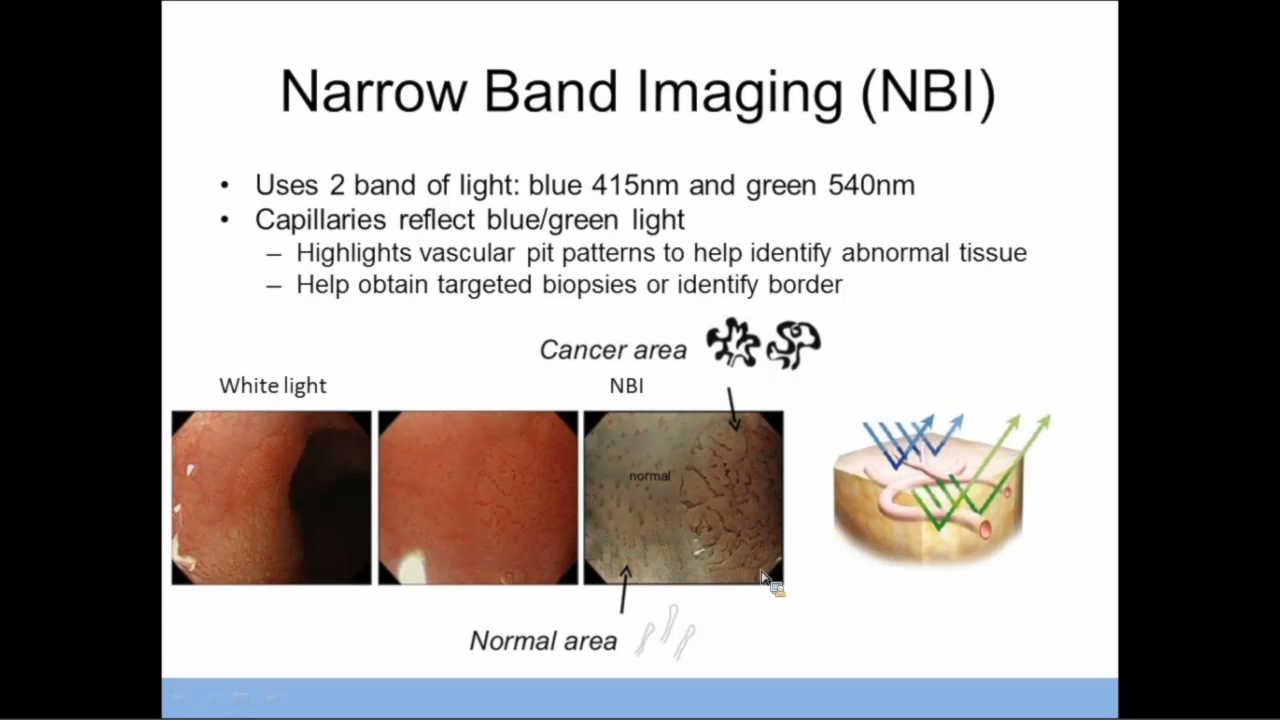 Narrow Band Imaging (NBI)
• Uses 2 band of light: blue 415nm and green 540nm
• Capillaries reflect blue/green light
– Highlights vascular pit patterns to help identify abnormal tissue
– Help obtain targeted biopsies or identify border
Cancer area
White light
NBI
normal
Normal area